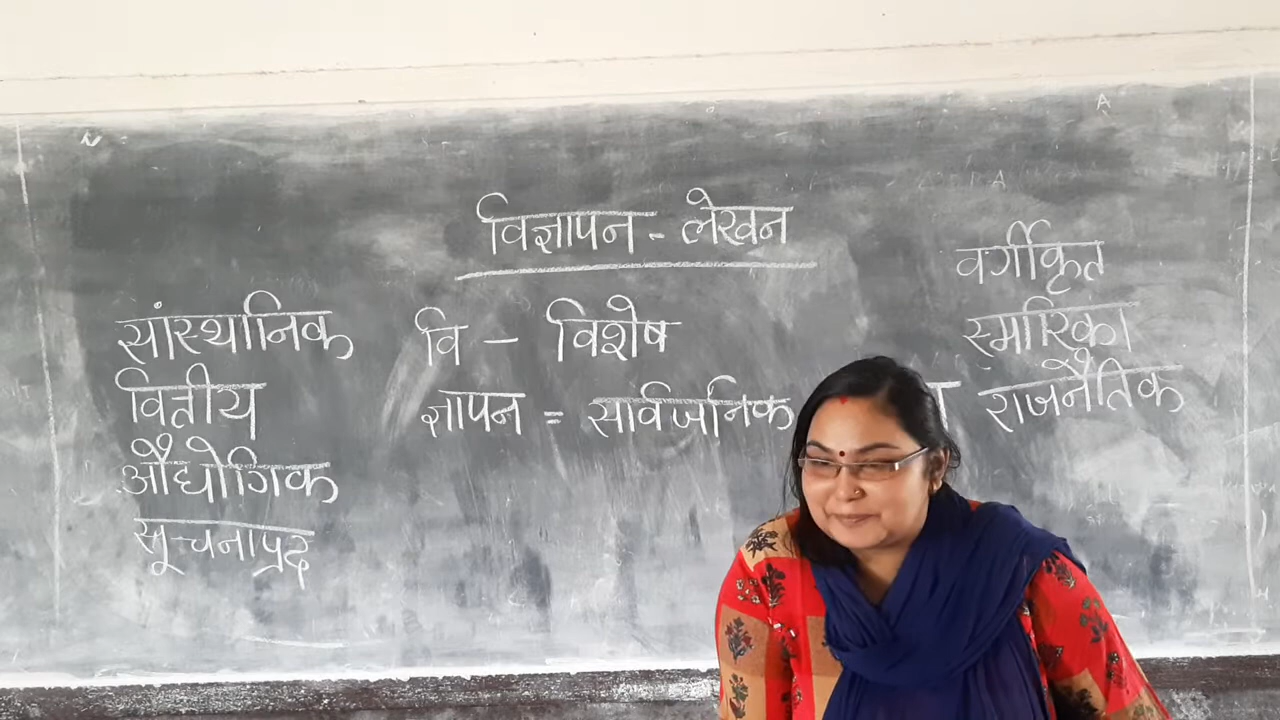 विज्ञापन - लेखन
सांस्थानिक
वित्तीय
औद्योगिक
सूचनाप्रद
वि - विशेष
ज्ञापन = सार्वजनिक
वर्गीकृत
स्मारिका
राजनैतिक